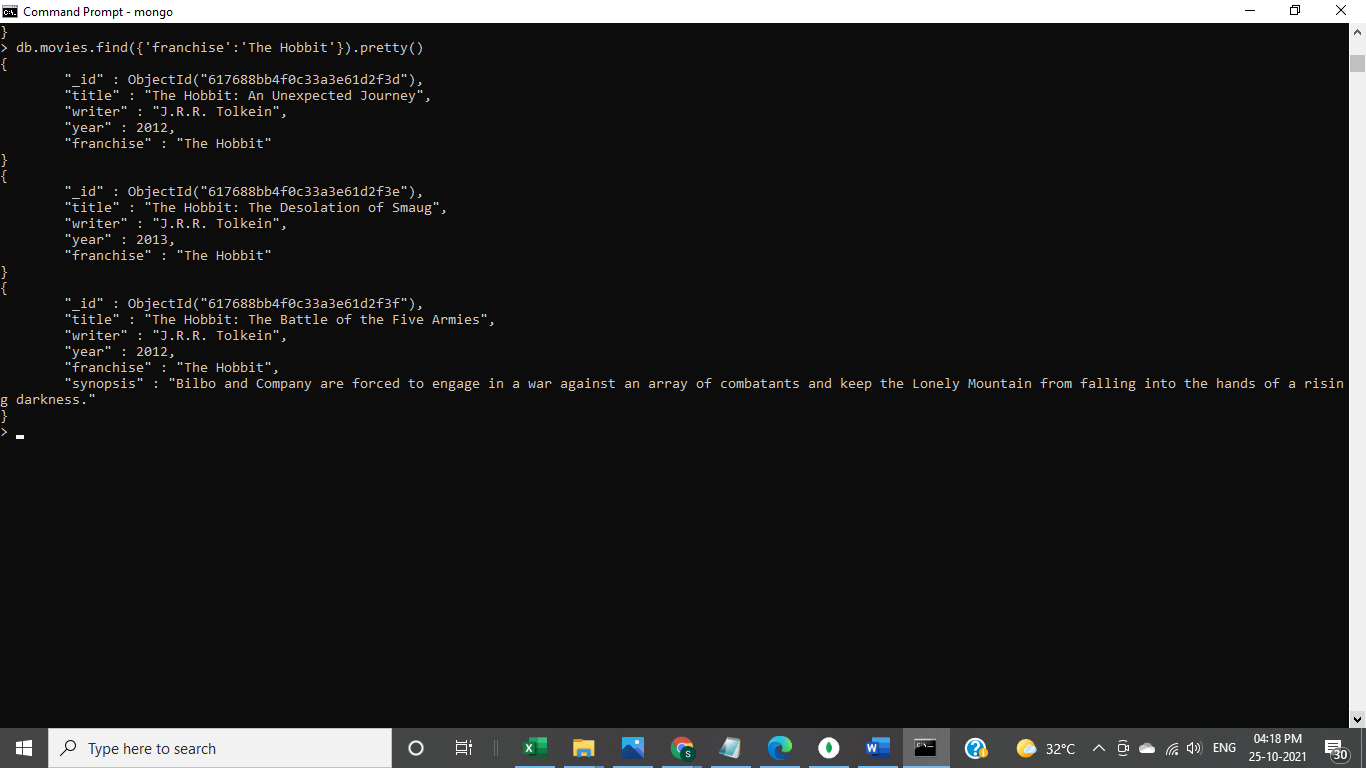 Command Prompt - mongo
}
> db.movies.find({'franchise':'The Hobbit'}).pretty()
{
"_id" : ObjectId("617688bb4f0c33a3e61d2f3d"),
"title" : "The Hobbit: An Unexpected Journey",
"writer" : "J.R.R. Tolkein",
"year" : 2012,
"franchise" : "The Hobbit"
}
{
"_id" : ObjectId("617688bb4f0c33a3e61d2f3e"),
"title" : "The Hobbit: The Desolation of Smaug",
"writer" : "J.R.R. Tolkein",
"year" : 2013,
"franchise" : "The Hobbit"
}
{
"_id" : ObjectId("617688bb4f0c33a3e61d2f3f"),
"title" : "The Hobbit: The Battle of the Five Armies",
"writer" : "J.R.R. Tolkein",
"year" : 2012,
"franchise" : "The Hobbit",
"synopsis" : "Bilbo and Company are forced to engage in a war against an array of combatants and keep the Lonely Mountain from falling into the hands of a risin
g darkness."
}
>
Type here to search
32°C
ENG
04:18 PM
25-10-2021
30